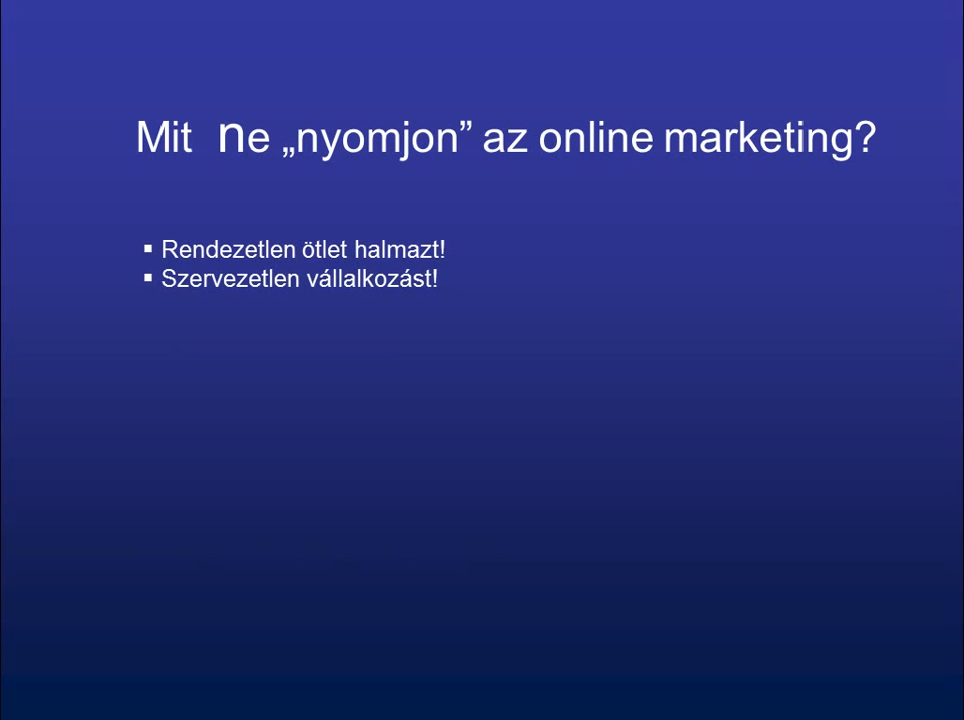 Mit ne „nyomjon” az online marketing?
▪ Rendezetlen ötlet halmazt!
▪ Szervezetlen vállalkozást!